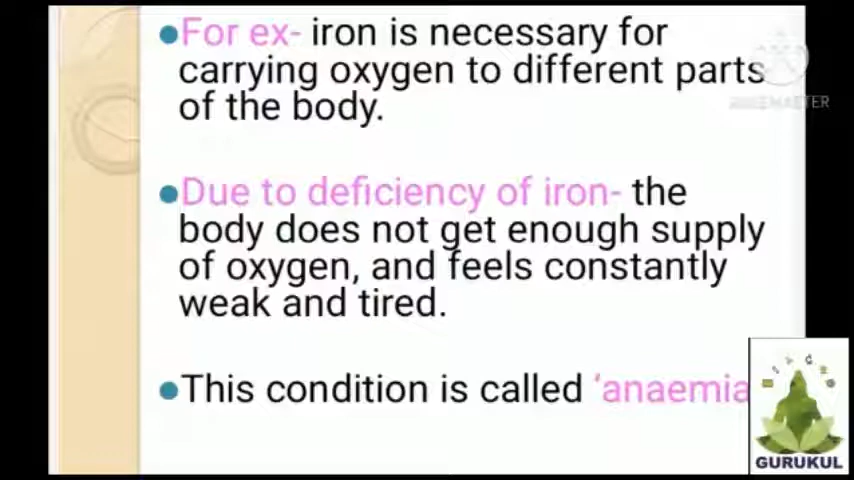 For ex- iron is necessary for
carrying oxygen to different parts
of the body.
Due to deficiency of iron- the
body does not get enough supply
of oxygen, and feels constantly
weak and tired.
This condition is called ‘anaemia
GURUKUL